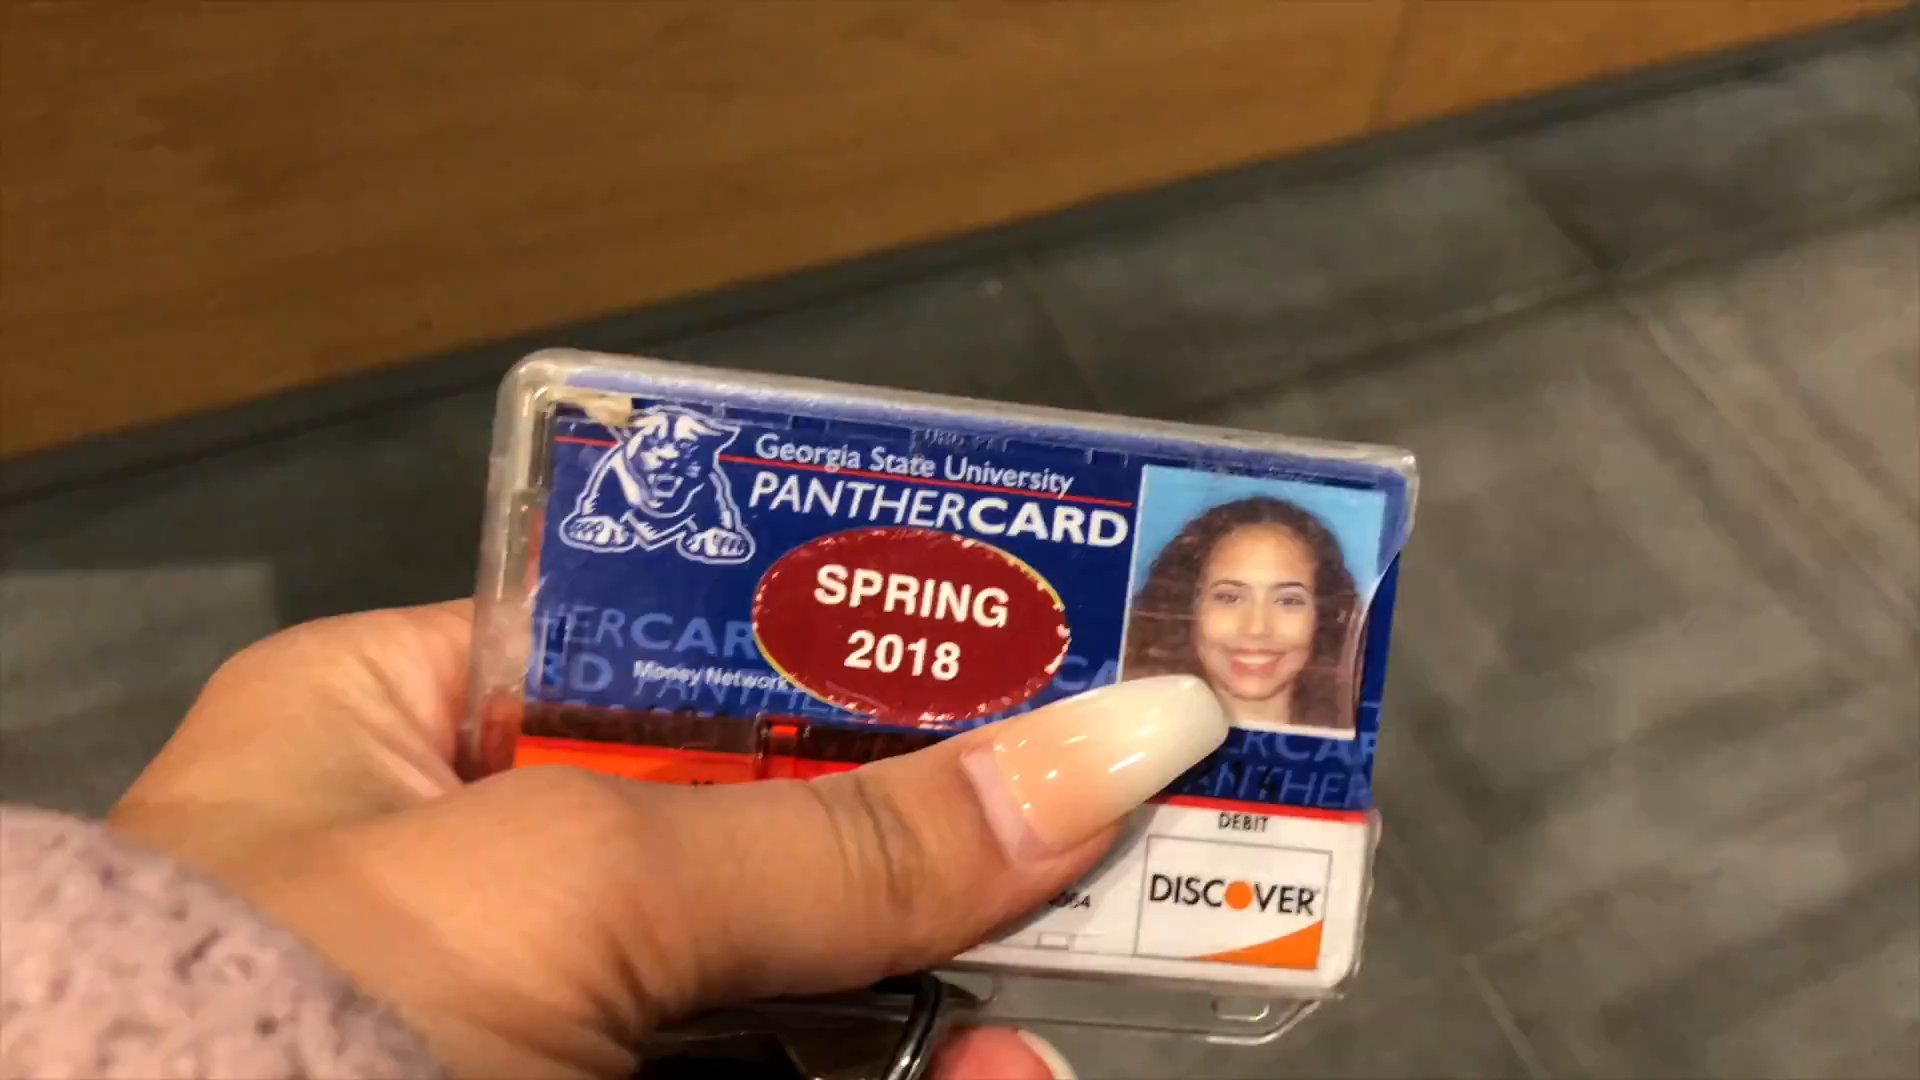 Georgia State University
PANTHERCARD
SPRING
2018
Money Network
DEBIT
DISCOVER